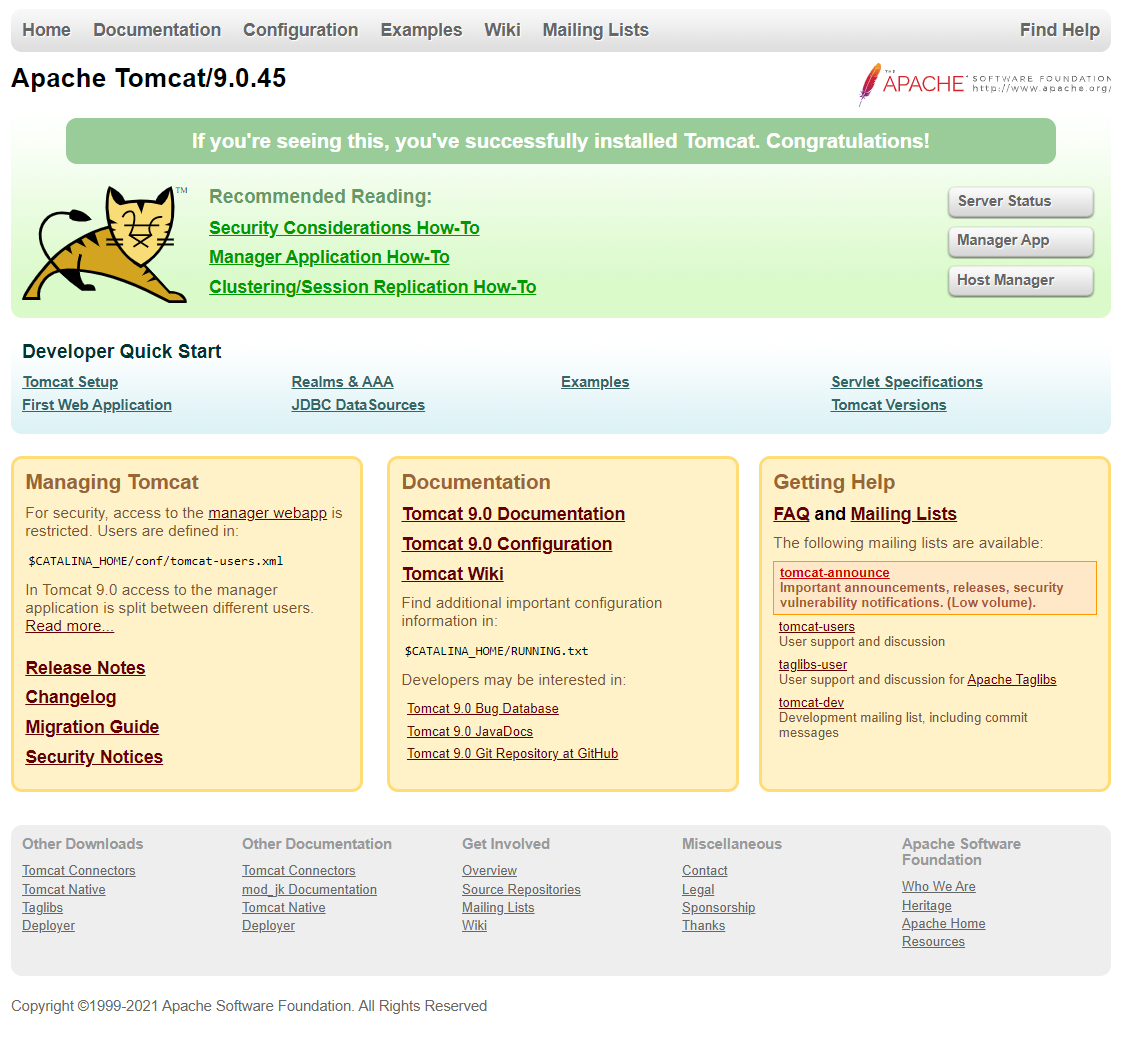 Home Documentation Configuration Examples Wiki Mailing Lists Find Help
Apache Tomcat/9.0.45
THE
APACHE SOFTWARE FOUNDATION
http://www.apache.org/
If you're seeing this, you've successfully installed Tomcat. Congratulations!
TM
Recommended Reading:
Security Considerations How-To
Manager Application How-To
Clustering/Session Replication How-To
Server Status
Manager App
Host Manager
Developer Quick Start
Tomcat Setup
First Web Application
Realms & AAA
JDBC DataSources
Examples
Servlet Specifications
Tomcat Versions
Managing Tomcat
For security, access to the manager webapp is
restricted. Users are defined in:
$CATALINA_HOME/conf/tomcat-users.xml
In Tomcat 9.0 access to the manager
application is split between different users.
Read more...
Release Notes
Changelog
Migration Guide
Security Notices
Documentation
Tomcat 9.0 Documentation
Tomcat 9.0 Configuration
Tomcat Wiki
Find additional important configuration
information in:
$CATALINA_HOME/RUNNING.txt
Developers may be interested in:
Tomcat 9.0 Bug Database
Tomcat 9.0 JavaDocs
Tomcat 9.0 Git Repository at GitHub
Getting Help
FAQ and Mailing Lists
The following mailing lists are available:
tomcat-announce
Important announcements, releases, security
vulnerability notifications. (Low volume).
tomcat-users
User support and discussion
taglibs-user
User support and discussion for Apache Taglibs
tomcat-dev
Development mailing list, including commit
messages
Other Downloads
Tomcat Connectors
Tomcat Native
Taglibs
Deployer
Other Documentation
Tomcat Connectors
mod_jk Documentation
Tomcat Native
Deployer
Get Involved
Overview
Source Repositories
Mailing Lists
Wiki
Miscellaneous
Contact
Legal
Sponsorship
Thanks
Apache Software
Foundation
Who We Are
Heritage
Apache Home
Resources
Copyright ©1999-2021 Apache Software Foundation. All Rights Reserved